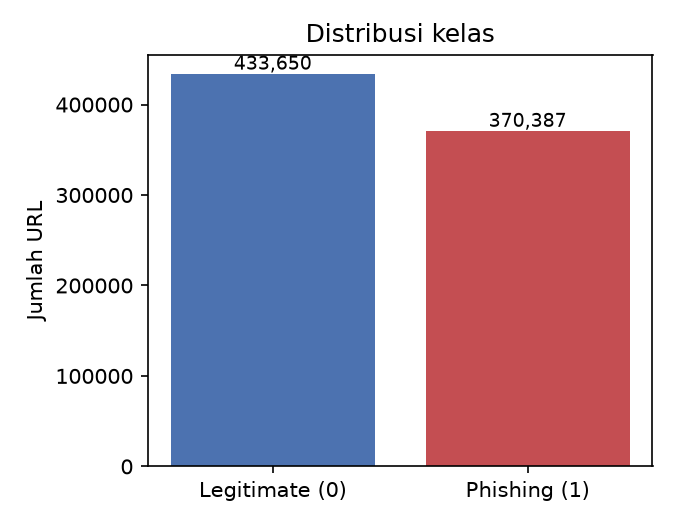 Distribusi kelas
433,650
370,387
Jumlah URL
400000
300000
200000
100000
0
Legitimate (0)
Phishing (1)